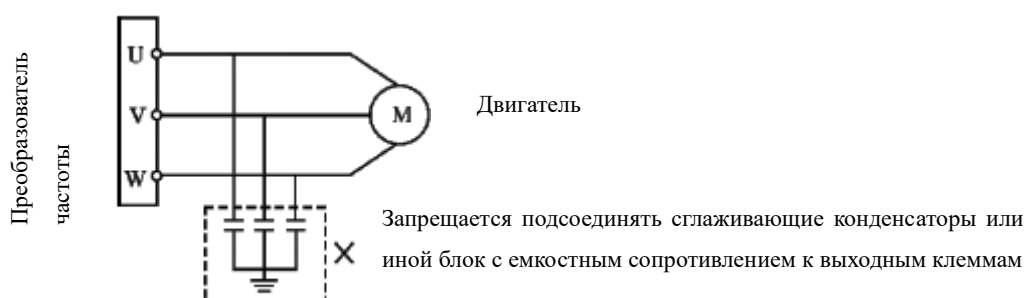 Преобразователь
частоты
U
V
W
M
Двигатель
Запрещается подсоединять сглаживающие конденсаторы или
иной блок с емкостным сопротивлением к выходным клеммам